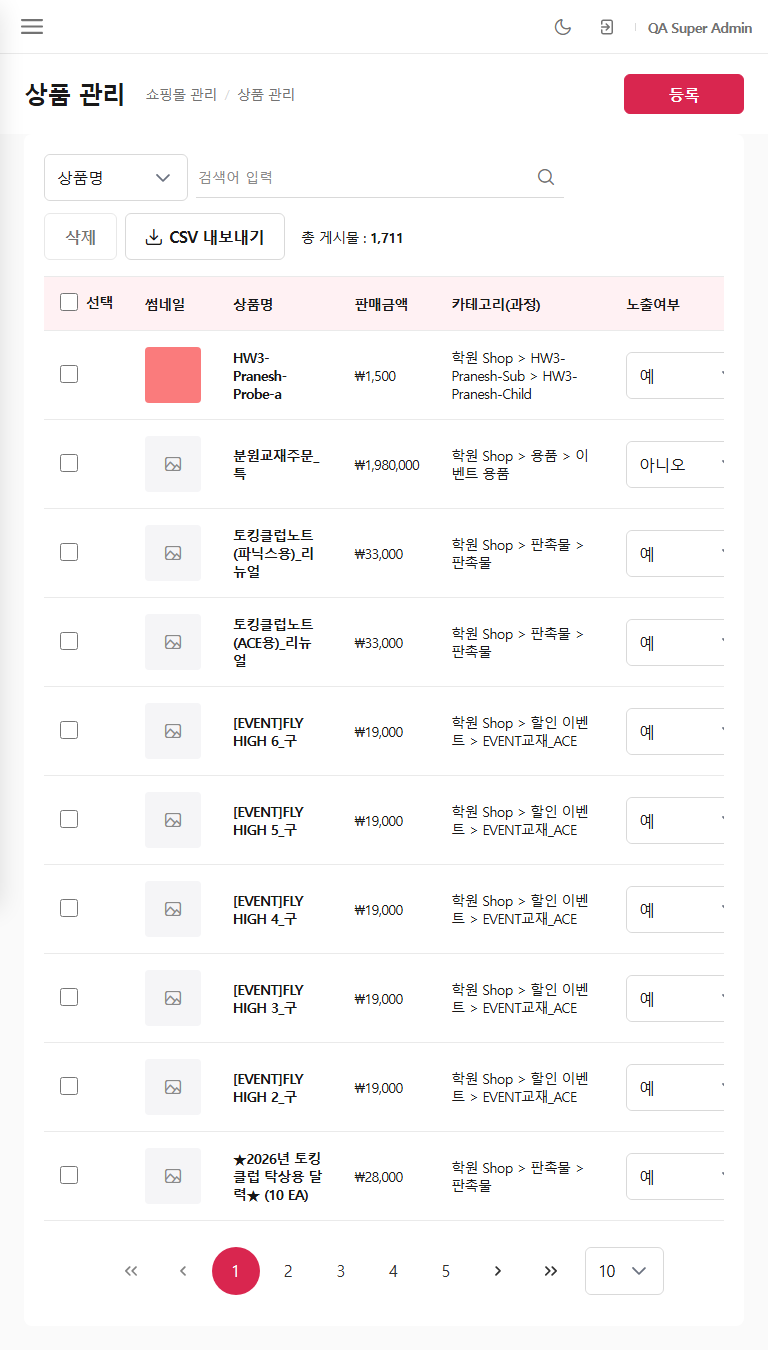 QA Super Admin
상품 관리
쇼핑몰 관리 / 상품 관리
등록
상품명
검색어 입력
삭제
CSV 내보내기
총 게시물 : 1,711
선택 썸네일 상품명 판매금액 카테고리(과정) 노출여부
HW3-
Pranesh-
Probe-a
₩1,500
학원 Shop > HW3-
Pranesh-Sub > HW3-
Pranesh-Child
예
분원교재주문_
특
₩1,980,000
학원 Shop > 용품 > 이
벤트 용품
아니오
토킹클럽노트
(파닉스용)_리
뉴얼
₩33,000
학원 Shop > 판촉물 >
판촉물
예
토킹클럽노트
(ACE용)_리뉴
얼
₩33,000
학원 Shop > 판촉물 >
판촉물
예
[EVENT]FLY
HIGH 6_구
₩19,000
학원 Shop > 할인 이벤
트 > EVENT교재_ACE
예
[EVENT]FLY
HIGH 5_구
₩19,000
학원 Shop > 할인 이벤
트 > EVENT교재_ACE
예
[EVENT]FLY
HIGH 4_구
₩19,000
학원 Shop > 할인 이벤
트 > EVENT교재_ACE
예
[EVENT]FLY
HIGH 3_구
₩19,000
학원 Shop > 할인 이벤
트 > EVENT교재_ACE
예
[EVENT]FLY
HIGH 2_구
₩19,000
학원 Shop > 할인 이벤
트 > EVENT교재_ACE
예
★2026년 토킹
클럽 탁상용 달
력★ (10 EA)
₩28,000
학원 Shop > 판촉물 >
판촉물
예
1 2 3 4 5
10